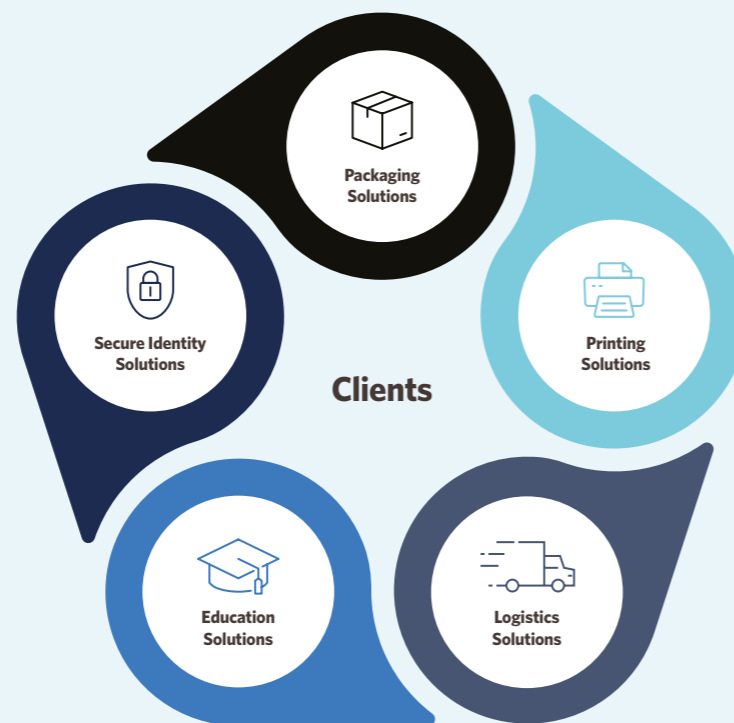 Packaging
Solutions
Secure Identity
Solutions
Printing
Solutions
Clients
Education
Solutions
Logistics
Solutions